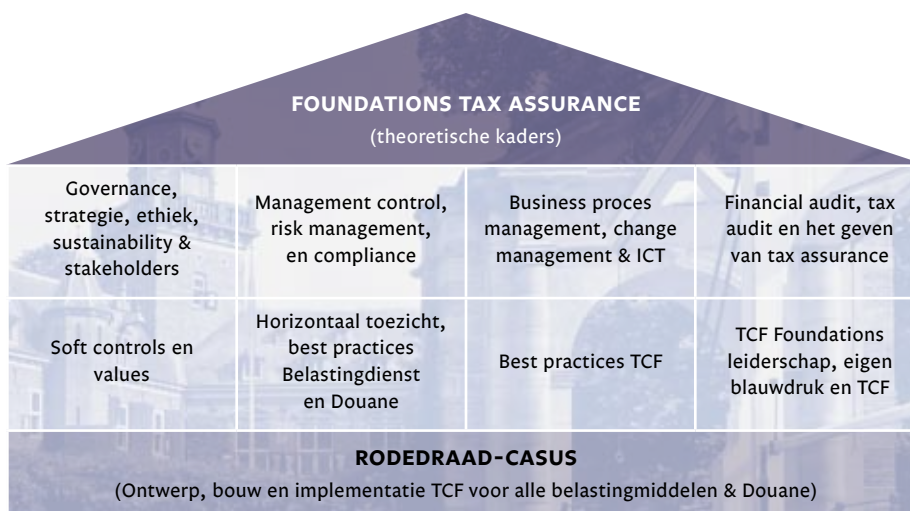 FOUNDATIONS TAX ASSURANCE
(theoretische kaders)
Governance,
strategie, ethiek,
sustainability &
stakeholders
Management control,
risk management,
en compliance
Business proces
management, change
management & ICT
Financial audit, tax
audit en het geven
van tax assurance
Soft controls en
values
Horizontaal toezicht,
best practices
Belastingdienst
en Douane
Best practices TCF
TCF Foundations
leiderschap, eigen
blauwdruk en TCF
RODEDRAAD-CASUS
(Ontwerp, bouw en implementatie TCF voor alle belastingmiddelen & Douane)